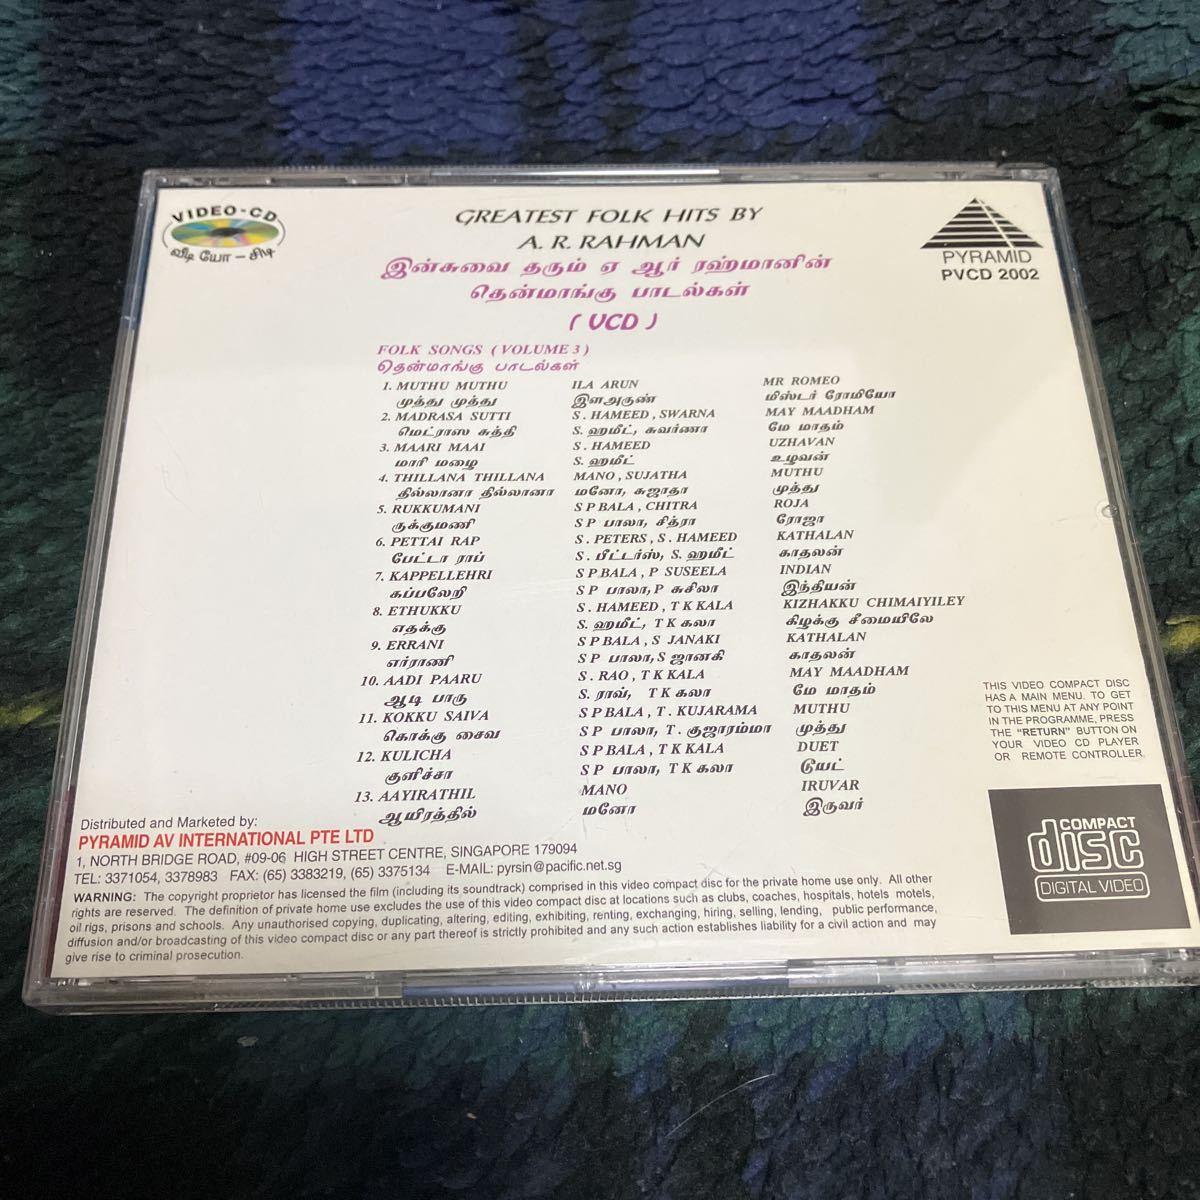 VIDEO-CD
வீடியோ - சிடி
GREATEST FOLK HITS BY
A. R. RAHMAN
இன்சுவை தரும் ஏ ஆர் ரஹ்மானின்
தென்மாங்கு பாடல்கள்
( VCD )
PYRAMID
PVCD 2002
FOLK SONGS ( VOLUME 3 )
தென்மாங்கு பாடல்கள்
1. MUTHU MUTHU ILA ARUN MR ROMEO
முத்து முத்து இளஅருண் மிஸ்டர் ரோமியோ
2. MADRASA SUTTI S. HAMEED , SWARNA MAY MAADHAM
மெட்ராஸ சுத்தி S. ஹமீட், சுவர்ணா மே மாதம்
3. MAARI MAAI S. HAMEED UZHAVAN
மாரி மழை S. ஹமீட் உழவன்
4. THILLANA THILLANA MANO , SUJATHA MUTHU
தில்லானா தில்லானா மனோ, சுஜாதா முத்து
5. RUKKUMANI S P BALA , CHITRA ROJA
ருக்குமணி S P பாலா, சித்ரா ரோஜா
6. PETTAI RAP S. PETERS , S. HAMEED KATHALAN
பேட்டா ராப் S. பீட்டர்ஸ், S. ஹமீட் காதலன்
7. KAPPELLEHRI S P BALA , P SUSEELA INDIAN
கப்பலேறி S P பாலா, P சுசிலா இந்தியன்
8. ETHUKKU S. HAMEED , T K KALA KIZHAKKU CHIMAIYILEY
எதக்கு S. ஹமீட், T K கலா கிழக்கு சீமையிலே
9. ERRANI S P BALA , S JANAKI KATHALAN
எர்ராணி S P பாலா, S ஜானகி காதலன்
10. AADI PAARU S. RAO , T K KALA MAY MAADHAM
ஆடி பாரு S. ராவ், T K கலா மே மாதம்
11. KOKKU SAIVA S P BALA , T. KUJARAMA MUTHU
கொக்கு சைவ S P பாலா, T. குஜாரம்மா முத்து
12. KULICHA S P BALA , T K KALA DUET
குளிச்சா S P பாலா, T K கலா டூயட்
13. AAYIRATHIL MANO IRUVAR
ஆயிரத்தில் மனோ இருவர்
THIS VIDEO COMPACT DISC
HAS A MAIN MENU. TO GET
TO THIS MENU AT ANY POINT
IN THE PROGRAMME, PRESS
THE "RETURN" BUTTON ON
YOUR VIDEO CD PLAYER
OR REMOTE CONTROLLER.
COMPACT
disc
DIGITAL VIDEO
Distributed and Marketed by:
PYRAMID AV INTERNATIONAL PTE LTD
1, NORTH BRIDGE ROAD, #09-06 HIGH STREET CENTRE, SINGAPORE 179094
TEL: 3371054, 3378983 FAX: (65) 3383219, (65) 3375134 E-MAIL: pyrsin@pacific.net.sg
WARNING: The copyright proprietor has licensed the film (including its soundtrack) comprised in this video compact disc for the private home use only. All other
rights are reserved. The definition of private home use excludes the use of this video compact disc at locations such as clubs, coaches, hospitals, hotels motels,
oil rigs, prisons and schools. Any unauthorised copying, duplicating, altering, editing, exhibiting, renting, exchanging, hiring, selling, lending, public performance,
diffusion and/or broadcasting of this video compact disc or any part thereof is strictly prohibited and any such action establishes liability for a civil action and may
give rise to criminal prosecution.